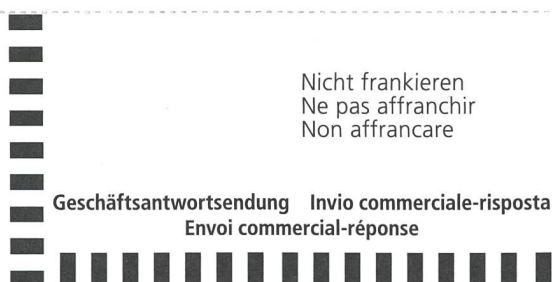 Nicht frankieren
Ne pas affranchir
Non affrancare
Geschäftsantwortsendung Invio commerciale-risposta
Envoi commercial-réponse